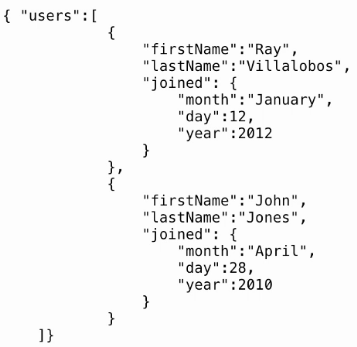 { "users":[
{
"firstName":"Ray",
"lastName":"Villalobos",
"joined": {
"month":"January",
"day":12,
"year":2012
}
},
{
"firstName":"John",
"lastName":"Jones",
"joined": {
"month":"April",
"day":28,
"year":2010
}
}
]}